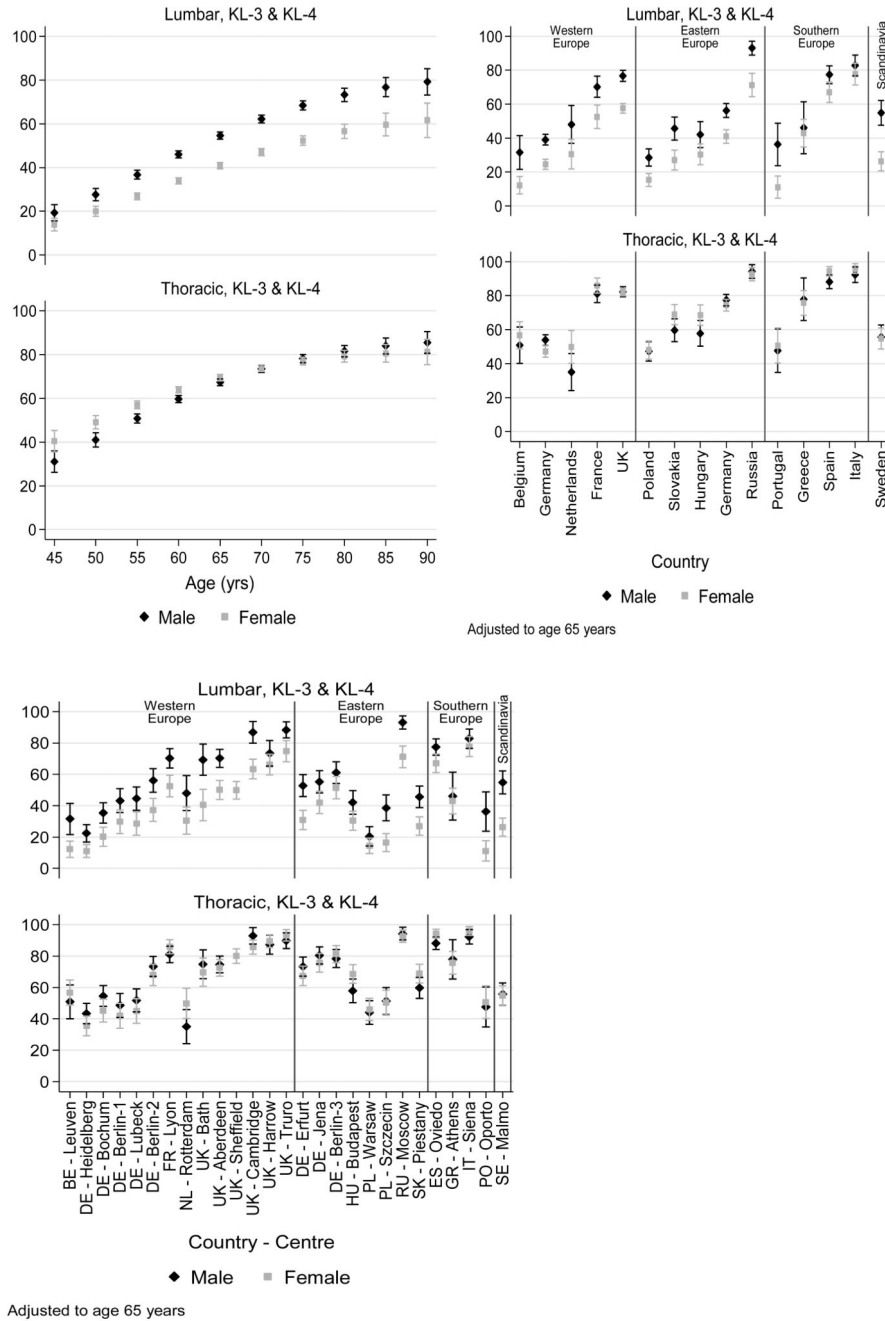 Lumbar, KL-3 & KL-4
100
80
60
40
20
0
Thoracic, KL-3 & KL-4
100
80
60
40
20
0
45 50 55 60 65 70 75 80 85 90
Age (yrs)
Male Female
Lumbar, KL-3 & KL-4
Western
Europe
Eastern
Europe
Southern
Europe
Scandinavia
100
80
60
40
20
0
Thoracic, KL-3 & KL-4
100
80
60
40
20
0
Belgium
Germany
Netherlands
France
UK
Poland
Slovakia
Hungary
Germany
Russia
Portugal
Greece
Spain
Italy
Sweden
Country
Male Female
Adjusted to age 65 years
Lumbar, KL-3 & KL-4
Western
Europe
Eastern
Europe
Southern
Europe
Scandinavia
100
80
60
40
20
0
Thoracic, KL-3 & KL-4
100
80
60
40
20
0
BE - Leuven
DE - Heidelberg
DE - Bochum
DE - Berlin-1
DE - Lubeck
DE - Berlin-2
FR - Lyon
NL - Rotterdam
UK - Bath
UK - Aberdeen
UK - Sheffield
UK - Cambridge
UK - Harrow
UK - Truro
DE - Erfurt
DE - Jena
DE - Berlin-3
HU - Budapest
PL - Warsaw
PL - Szczecin
RU - Moscow
SK - Piestany
ES - Oviedo
GR - Athens
IT - Siena
PO - Oporto
SE - Malmo
Country - Centre
Male Female
Adjusted to age 65 years